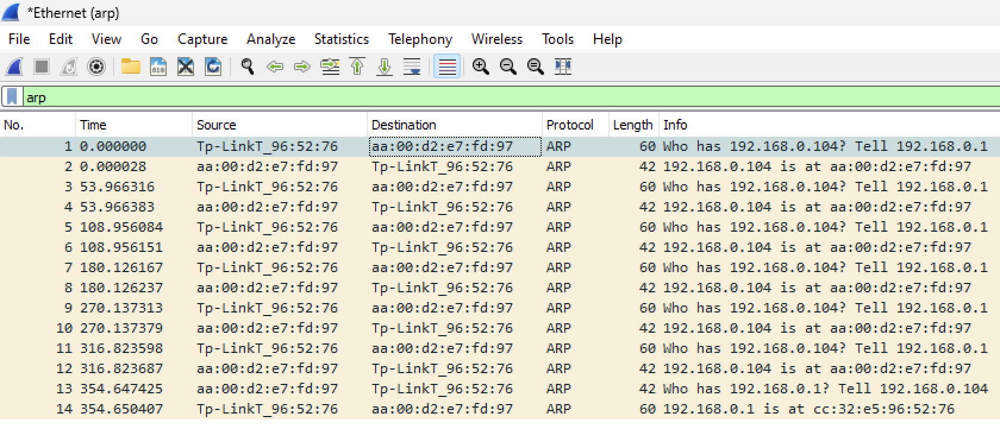 *Ethernet (arp)
File Edit View Go Capture Analyze Statistics Telephony Wireless Tools Help
arp
No. Time Source Destination Protocol Length Info
1 0.000000 Tp-LinkT_96:52:76 aa:00:d2:e7:fd:97 ARP 60 Who has 192.168.0.104? Tell 192.168.0.1
2 0.000028 aa:00:d2:e7:fd:97 Tp-LinkT_96:52:76 ARP 42 192.168.0.104 is at aa:00:d2:e7:fd:97
3 53.966316 Tp-LinkT_96:52:76 aa:00:d2:e7:fd:97 ARP 60 Who has 192.168.0.104? Tell 192.168.0.1
4 53.966383 aa:00:d2:e7:fd:97 Tp-LinkT_96:52:76 ARP 42 192.168.0.104 is at aa:00:d2:e7:fd:97
5 108.956084 Tp-LinkT_96:52:76 aa:00:d2:e7:fd:97 ARP 60 Who has 192.168.0.104? Tell 192.168.0.1
6 108.956151 aa:00:d2:e7:fd:97 Tp-LinkT_96:52:76 ARP 42 192.168.0.104 is at aa:00:d2:e7:fd:97
7 180.126167 Tp-LinkT_96:52:76 aa:00:d2:e7:fd:97 ARP 60 Who has 192.168.0.104? Tell 192.168.0.1
8 180.126237 aa:00:d2:e7:fd:97 Tp-LinkT_96:52:76 ARP 42 192.168.0.104 is at aa:00:d2:e7:fd:97
9 270.137313 Tp-LinkT_96:52:76 aa:00:d2:e7:fd:97 ARP 60 Who has 192.168.0.104? Tell 192.168.0.1
10 270.137379 aa:00:d2:e7:fd:97 Tp-LinkT_96:52:76 ARP 42 192.168.0.104 is at aa:00:d2:e7:fd:97
11 316.823598 Tp-LinkT_96:52:76 aa:00:d2:e7:fd:97 ARP 60 Who has 192.168.0.104? Tell 192.168.0.1
12 316.823687 aa:00:d2:e7:fd:97 Tp-LinkT_96:52:76 ARP 42 192.168.0.104 is at aa:00:d2:e7:fd:97
13 354.647425 aa:00:d2:e7:fd:97 Tp-LinkT_96:52:76 ARP 42 Who has 192.168.0.1? Tell 192.168.0.104
14 354.650407 Tp-LinkT_96:52:76 aa:00:d2:e7:fd:97 ARP 60 192.168.0.1 is at cc:32:e5:96:52:76